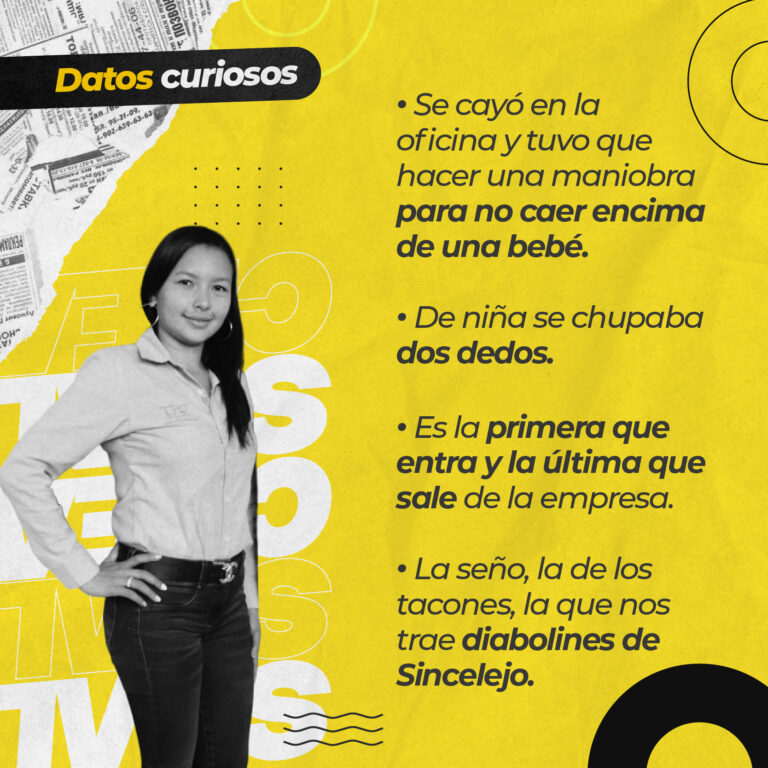 Datos curiosos
• Se cayó en la
oficina y tuvo que
hacer una maniobra
para no caer encima
de una bebé.
• De niña se chupaba
dos dedos.
• Es la primera que
entra y la última que
sale de la empresa.
• La seño, la de los
tacones, la que nos
trae diabolines de
Sincelejo.